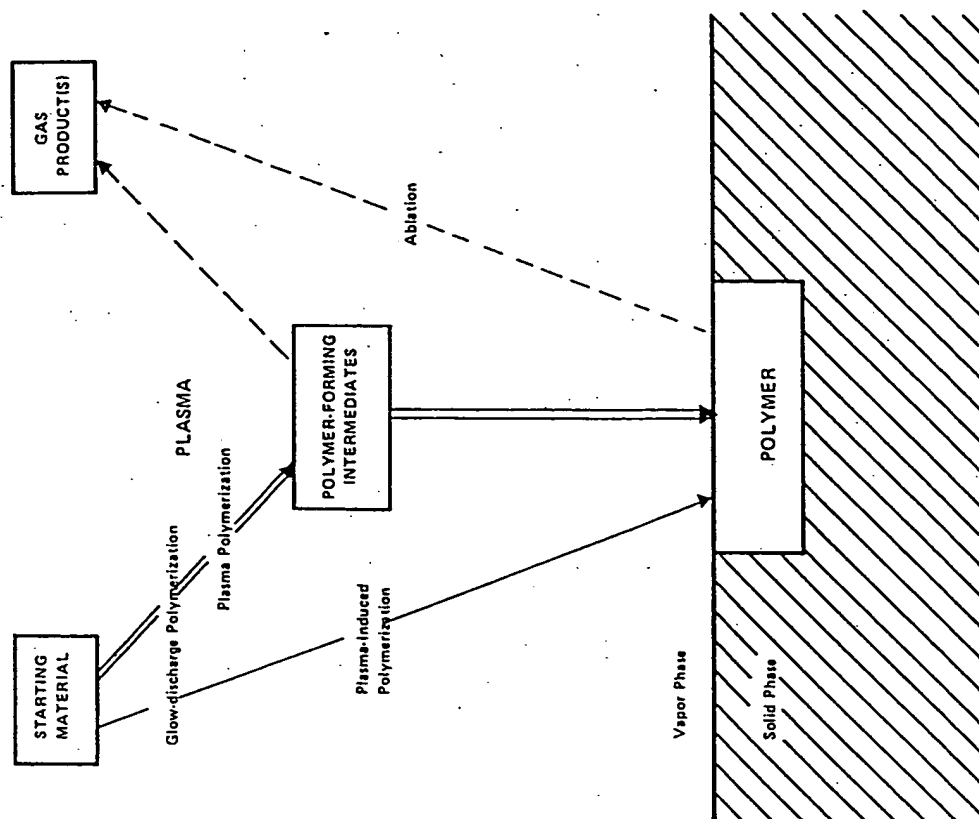 STARTING
MATERIAL
GAS
PRODUCT(S)
Glow-discharge Polymerization
PLASMA
Plasma Polymerization
POLYMER-FORMING
INTERMEDIATES
Plasma-Induced
Polymerization
Ablation
Vapor Phase
Solid Phase
POLYMER